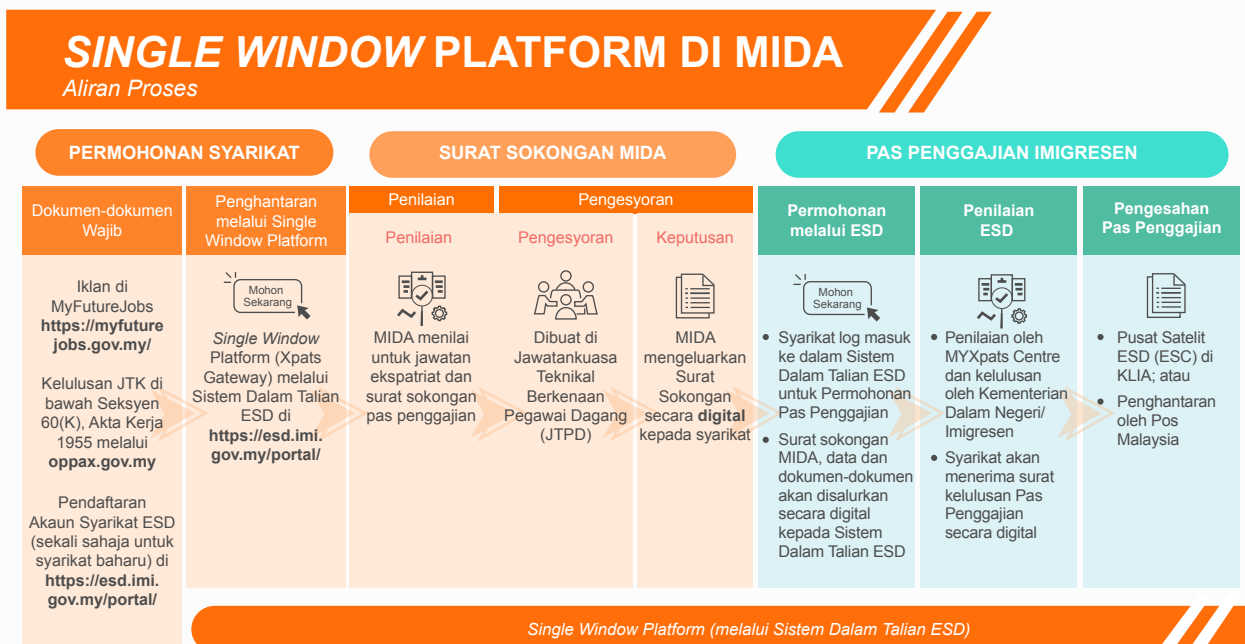 SINGLE WINDOW PLATFORM DI MIDA
Aliran Proses
PERMOHONAN SYARIKAT
SURAT SOKONGAN MIDA
PAS PENGGAJIAN IMIGRESEN
Dokumen-dokumen
Wajib
Penghantaran
melalui Single
Window Platform
Penilaian
Pengesyoran
Penilaian
Pengesyoran
Keputusan
Permohonan
melalui ESD
Penilaian
ESD
Pengesahan
Pas Penggajian
Iklan di
MyFutureJobs
https://myfuture
jobs.gov.my/
Kelulusan JTK di
bawah Seksyen
60(K), Akta Kerja
1955 melalui
oppax.gov.my
Pendaftaran
Akaun Syarikat ESD
(sekali sahaja untuk
syarikat baharu) di
https://esd.imi.
gov.my/portal/
Mohon
Sekarang
Single Window
Platform (Xpats
Gateway) melalui
Sistem Dalam Talian
ESD di
https://esd.imi.
gov.my/portal/
MIDA menilai
untuk jawatan
ekspatriat dan
surat sokongan
pas penggajian
Dibuat di
Jawatankuasa
Teknikal
Berkenaan
Pegawai Dagang
(JTPD)
MIDA
mengeluarkan
Surat
Sokongan
secara digital
kepada syarikat
Mohon
Sekarang
• Syarikat log masuk
ke dalam Sistem
Dalam Talian ESD
untuk Permohonan
Pas Penggajian
• Surat sokongan
MIDA, data dan
dokumen-dokumen
akan disalurkan
secara digital
kepada Sistem
Dalam Talian ESD
• Penilaian oleh
MYXpats Centre
dan kelulusan
oleh Kementerian
Dalam Negeri/
Imigresen
• Syarikat akan
menerima surat
kelulusan Pas
Penggajian
secara digital
• Pusat Satelit
ESD (ESC) di
KLIA; atau
• Penghantaran
oleh Pos
Malaysia
Single Window Platform (melalui Sistem Dalam Talian ESD)